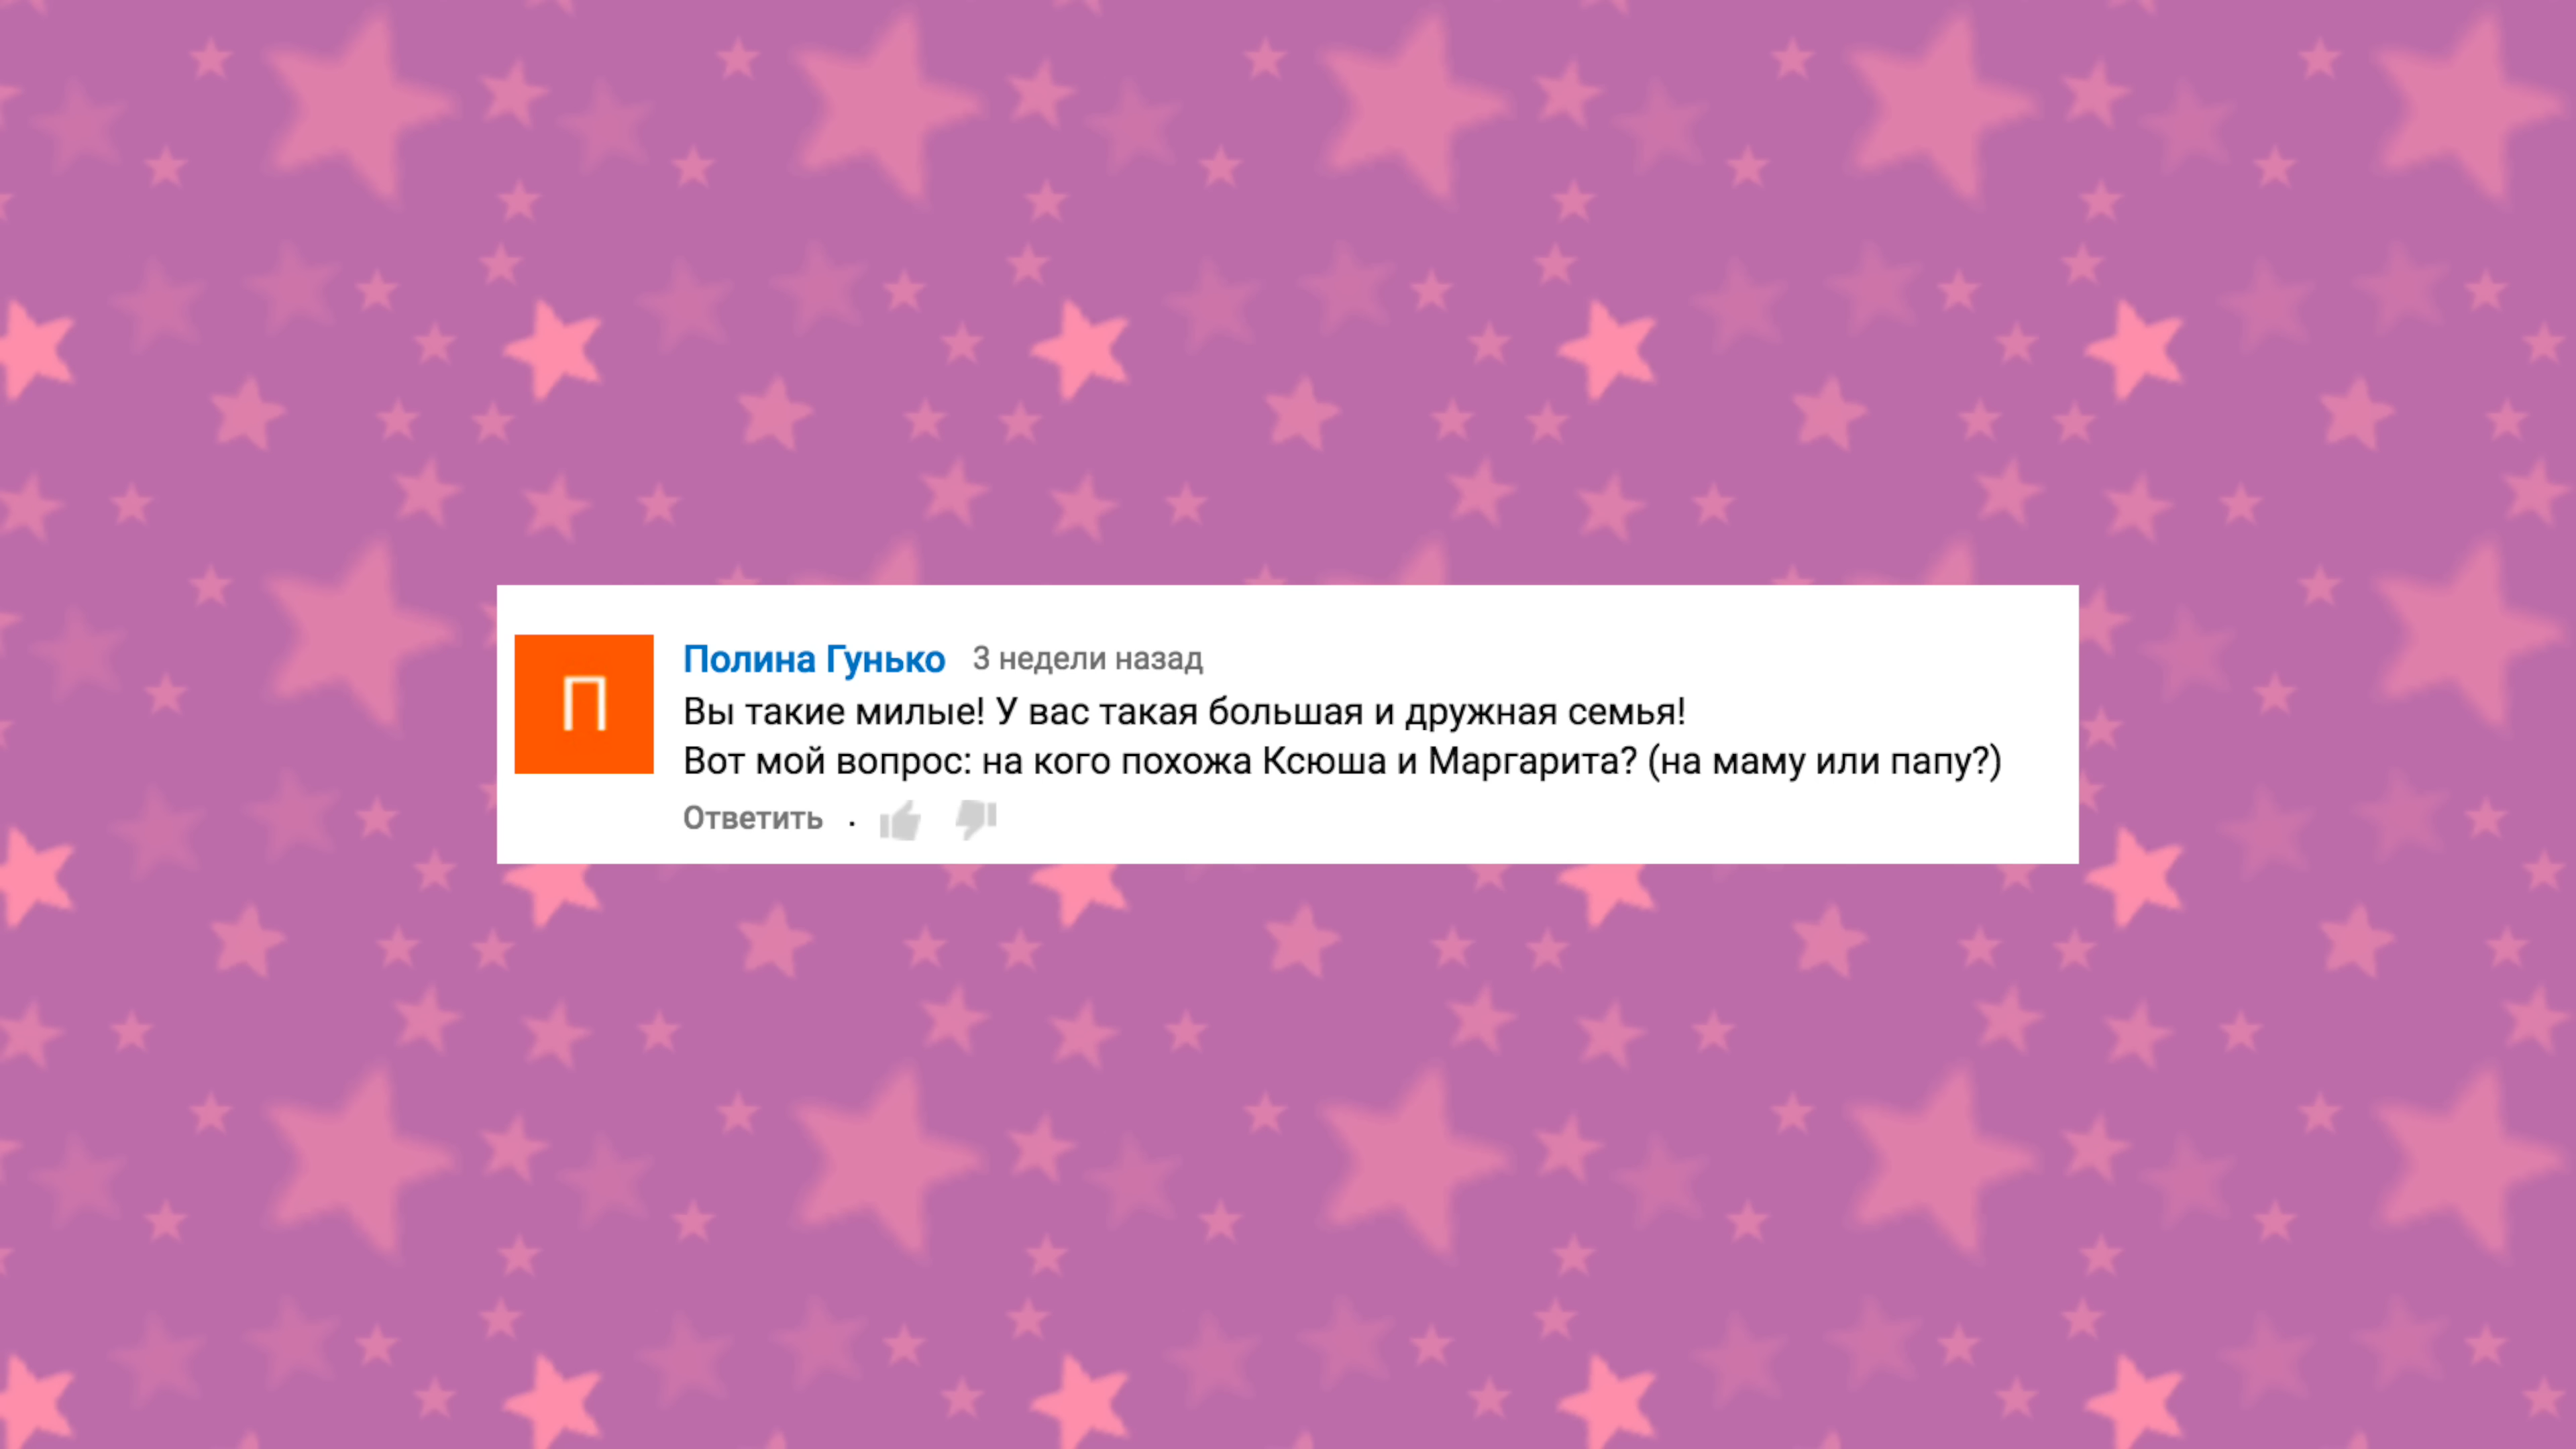 П
Полина Гунько 3 недели назад
Вы такие милые! У вас такая большая и дружная семья!
Вот мой вопрос: на кого похожа Ксюша и Маргарита? (на маму или папу?)
Ответить ·